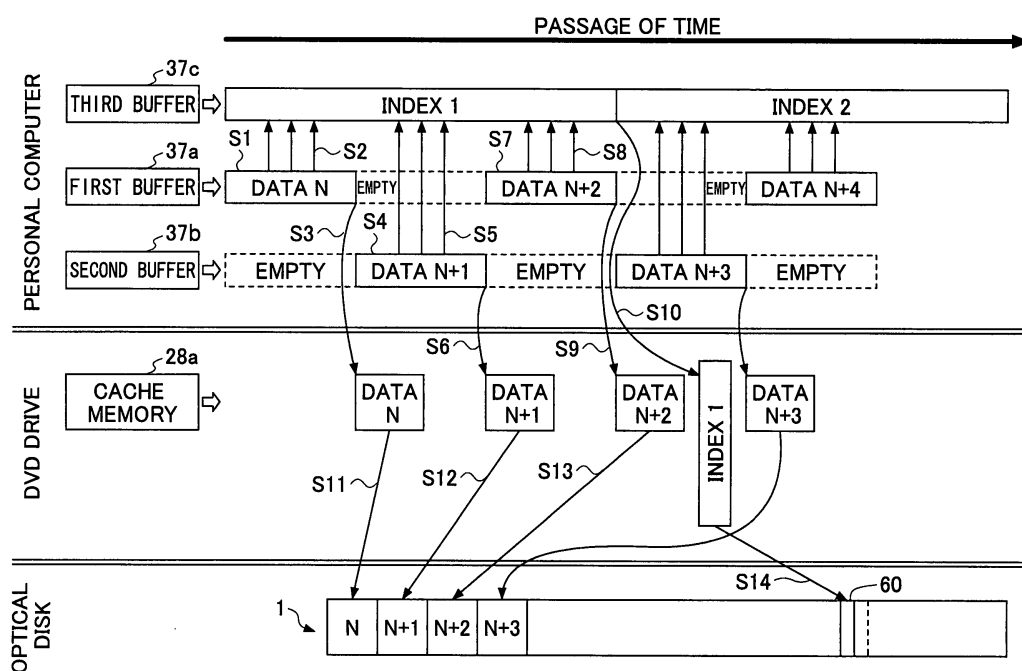 PASSAGE OF TIME
PERSONAL COMPUTER
37c
THIRD BUFFER
INDEX 1
INDEX 2
S1
S2
S7
S8
37a
FIRST BUFFER
DATA N
EMPTY
DATA N+2
EMPTY
DATA N+4
S3
S4
S5
37b
SECOND BUFFER
EMPTY
DATA N+1
EMPTY
DATA N+3
EMPTY
S6
S9
S10
DVD DRIVE
28a
CACHE
MEMORY
DATA
N
DATA
N+1
DATA
N+2
INDEX 1
DATA
N+3
S11
S12
S13
S14
60
OPTICAL
DISK
1
N
N+1
N+2
N+3